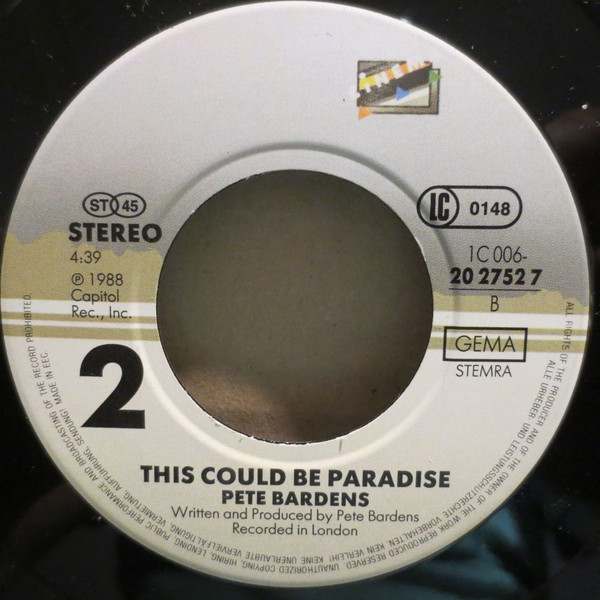 CINEMA
ST 45
STEREO
4:39
℗ 1988
Capitol
Rec., Inc.
2
LC 0148
1C 006-
20 2752 7
B
GEMA
STEMRA
THIS COULD BE PARADISE
PETE BARDENS
Written and Produced by Pete Bardens
Recorded in London
ALL RIGHTS OF THE PRODUCER AND OF THE OWNER OF THE WORK REPRODUCED RESERVED. UNAUTHORIZED COPYING, HIRING, LENDING, PUBLIC PERFORMANCE AND BROADCASTING OF THE RECORD PROHIBITED.
ALLE URHEBER- UND LEISTUNGSSCHUTZRECHTE VORBEHALTEN. KEIN VERLEIH! KEINE UNERLAUBTE VERVIELFÄLTIGUNG, VERMIETUNG, AUFFÜHRUNG, SENDUNG! MADE IN EEC.